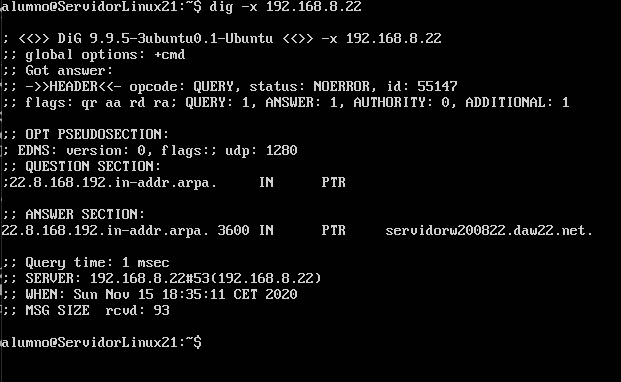 alumno@ServidorLinux21:~$ dig -x 192.168.8.22
; <<>> DiG 9.9.5-3ubuntu0.1-Ubuntu <<>> -x 192.168.8.22
;; global options: +cmd
;; Got answer:
;; ->>HEADER<<- opcode: QUERY, status: NOERROR, id: 55147
;; flags: qr aa rd ra; QUERY: 1, ANSWER: 1, AUTHORITY: 0, ADDITIONAL: 1
;; OPT PSEUDOSECTION:
; EDNS: version: 0, flags:; udp: 1280
;; QUESTION SECTION:
;22.8.168.192.in-addr.arpa. IN PTR
;; ANSWER SECTION:
22.8.168.192.in-addr.arpa. 3600 IN PTR servidorw200822.daw22.net.
;; Query time: 1 msec
;; SERVER: 192.168.8.22#53(192.168.8.22)
;; WHEN: Sun Nov 15 18:35:11 CET 2020
;; MSG SIZE rcvd: 93
alumno@ServidorLinux21:~$